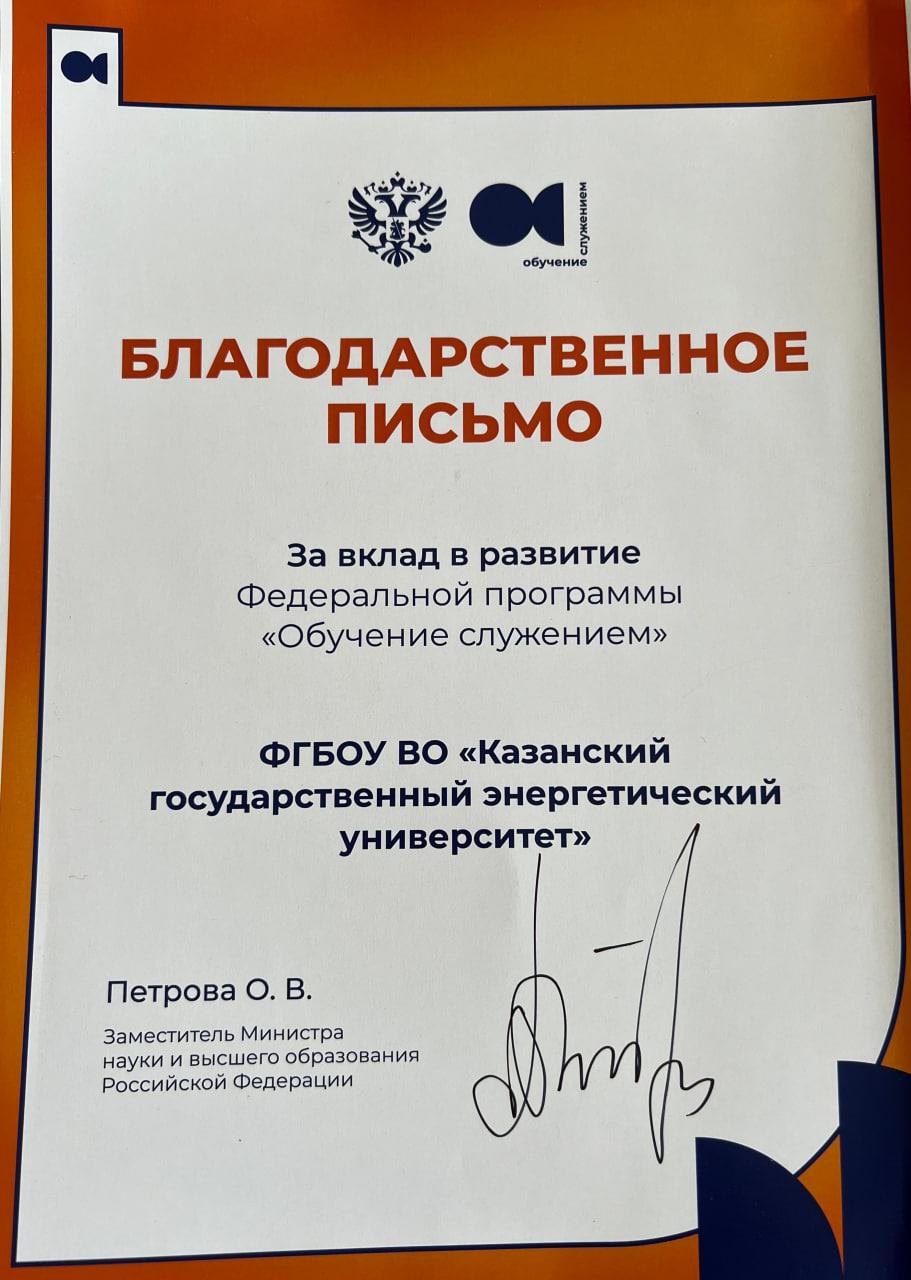 обучение
служением
БЛАГОДАРСТВЕННОЕ
ПИСЬМО
За вклад в развитие
Федеральной программы
«Обучение служением»
ФГБОУ ВО «Казанский
государственный энергетический
университет»
Петрова О. В.
Заместитель Министра
науки и высшего образования
Российской Федерации